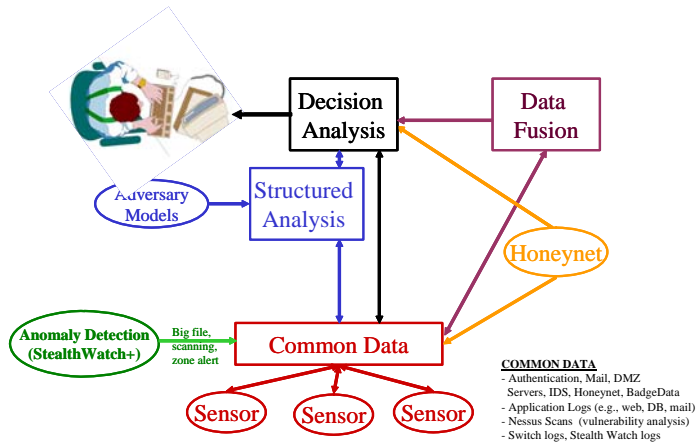 Decision
Analysis
Data
Fusion
Adversary
Models
Structured
Analysis
Honeynet
Anomaly Detection
(StealthWatch+)
Big file,
scanning,
zone alert
Common Data
Sensor
Sensor
Sensor
COMMON DATA
- Authentication, Mail, DMZ
Servers, IDS, Honeynet, BadgeData
- Application Logs (e.g., web, DB, mail)
- Nessus Scans (vulnerability analysis)
- Switch logs, Stealth Watch logs